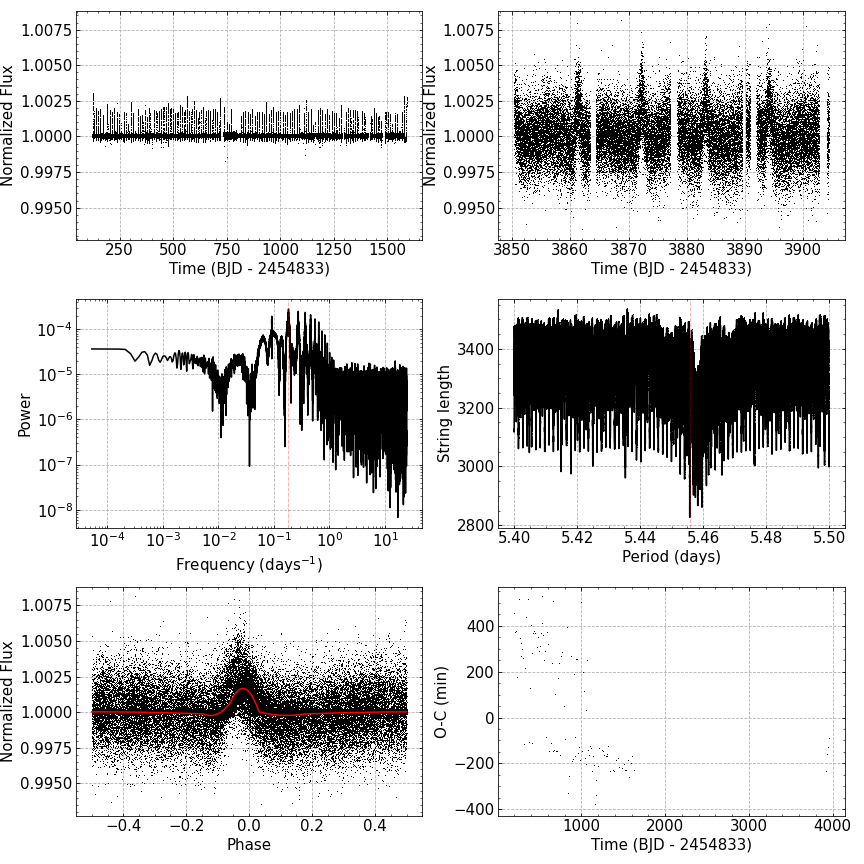 1.0075
1.0050
1.0025
1.0000
0.9975
0.9950
Normalized Flux
250 500 750 1000 1250 1500
Time (BJD - 2454833)
1.0075
1.0050
1.0025
1.0000
0.9975
0.9950
Normalized Flux
3850 3860 3870 3880 3890 3900
Time (BJD - 2454833)
10⁻⁴
10⁻⁵
10⁻⁶
10⁻⁷
10⁻⁸
Power
10⁻⁴ 10⁻³ 10⁻² 10⁻¹ 10⁰ 10¹
Frequency (days⁻¹)
3400
3200
3000
2800
String length
5.40 5.42 5.44 5.46 5.48 5.50
Period (days)
1.0075
1.0050
1.0025
1.0000
0.9975
0.9950
Normalized Flux
−0.4 −0.2 0.0 0.2 0.4
Phase
400
200
0
−200
−400
O-C (min)
1000 2000 3000 4000
Time (BJD - 2454833)